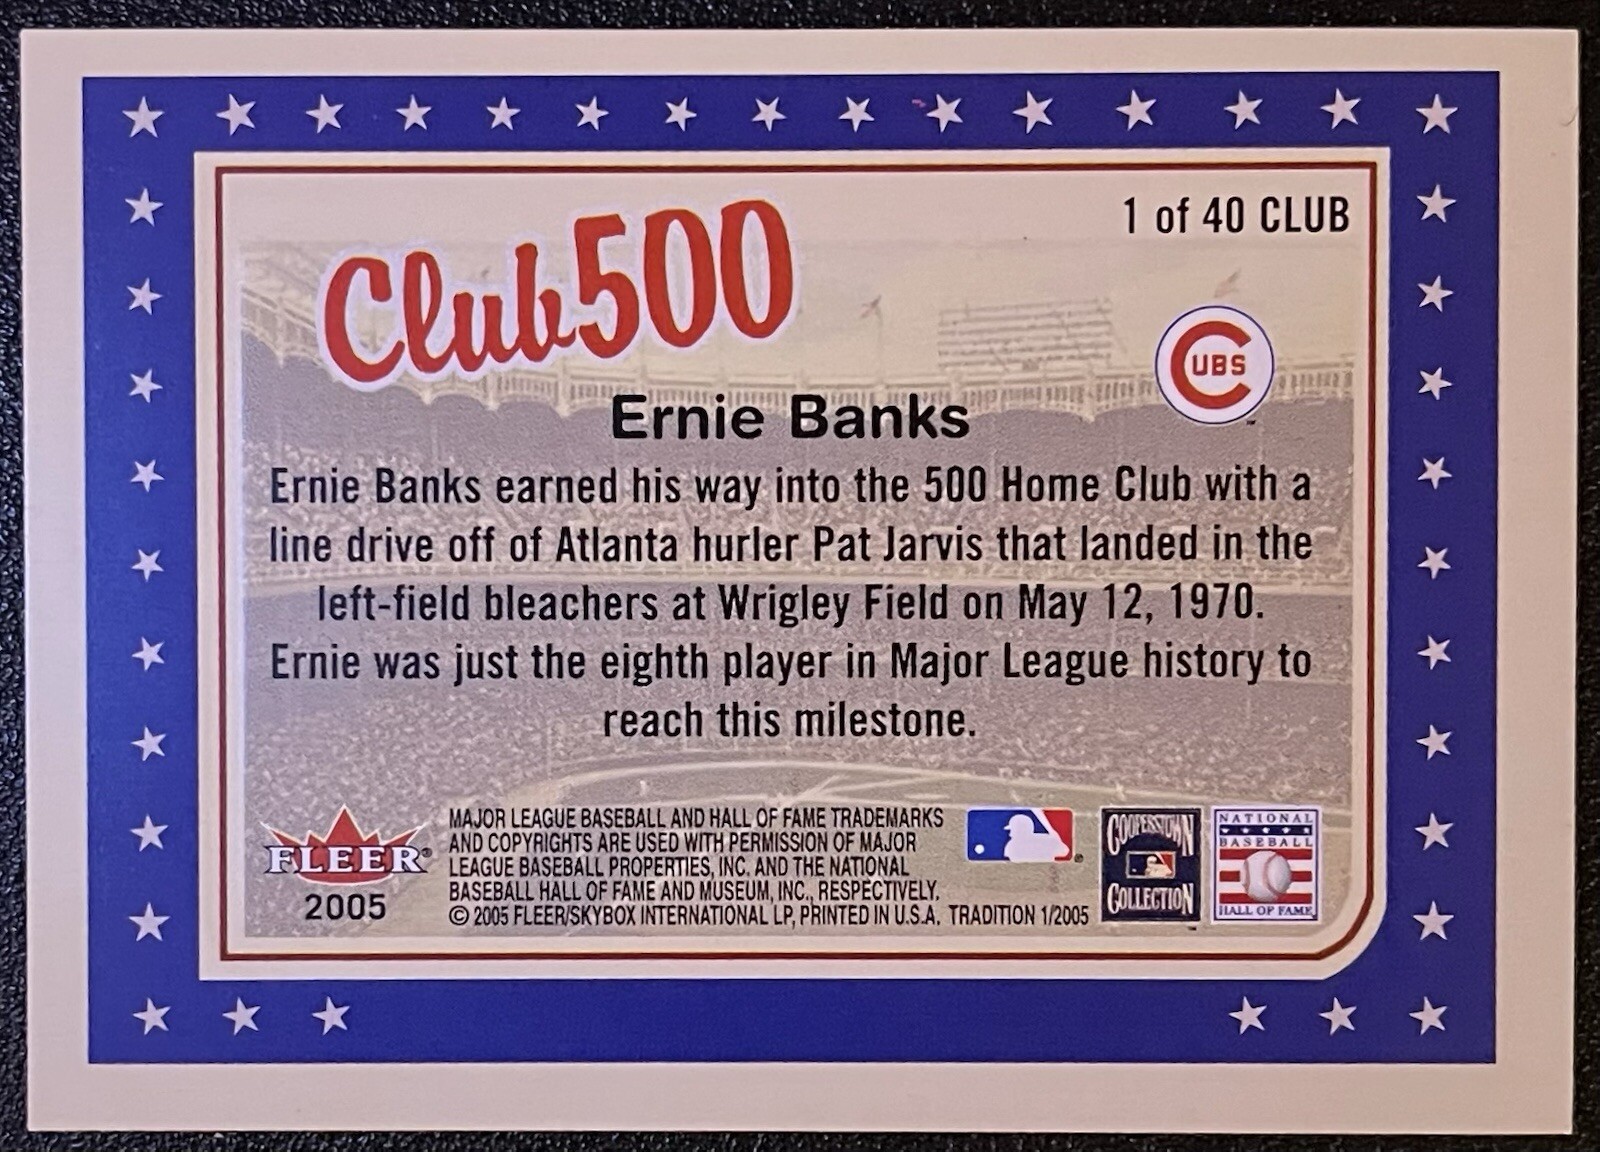 1 of 40 CLUB
Club 500
CUBS
Ernie Banks
Ernie Banks earned his way into the 500 Home Club with a
line drive off of Atlanta hurler Pat Jarvis that landed in the
left-field bleachers at Wrigley Field on May 12, 1970.
Ernie was just the eighth player in Major League history to
reach this milestone.
FLEER®
2005
MAJOR LEAGUE BASEBALL AND HALL OF FAME TRADEMARKS
AND COPYRIGHTS ARE USED WITH PERMISSION OF MAJOR
LEAGUE BASEBALL PROPERTIES, INC. AND THE NATIONAL
BASEBALL HALL OF FAME AND MUSEUM, INC., RESPECTIVELY.
© 2005 FLEER/SKYBOX INTERNATIONAL LP, PRINTED IN U.S.A. TRADITION 1/2005
COOPERSTOWN
COLLECTION
NATIONAL
BASEBALL
HALL OF FAME